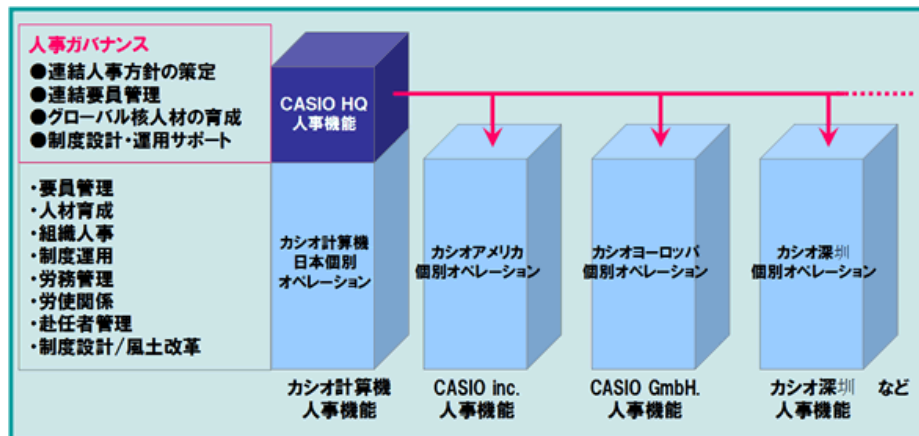 人事ガバナンス
●連結人事方針の策定
●連結要員管理
●グローバル核人材の育成
●制度設計・運用サポート
・要員管理
・人材育成
・組織人事
・制度運用
・労務管理
・労使関係
・赴任者管理
・制度設計/風土改革
CASIO HQ
人事機能
カシオ計算機
日本個別
オペレーション
カシオアメリカ
個別オペレーション
カシオヨーロッパ
個別オペレーション
カシオ深圳
個別オペレーション
カシオ計算機
人事機能
CASIO inc.
人事機能
CASIO GmbH.
人事機能
カシオ深圳
人事機能
など